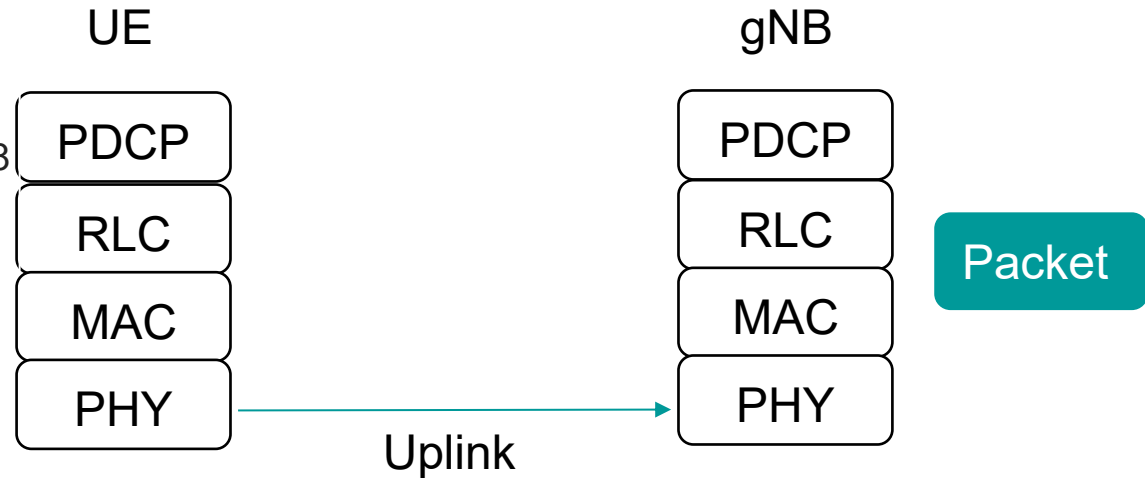 UE
gNB
PDCP
RLC
MAC
PHY
Uplink
PDCP
RLC
MAC
PHY
Packet